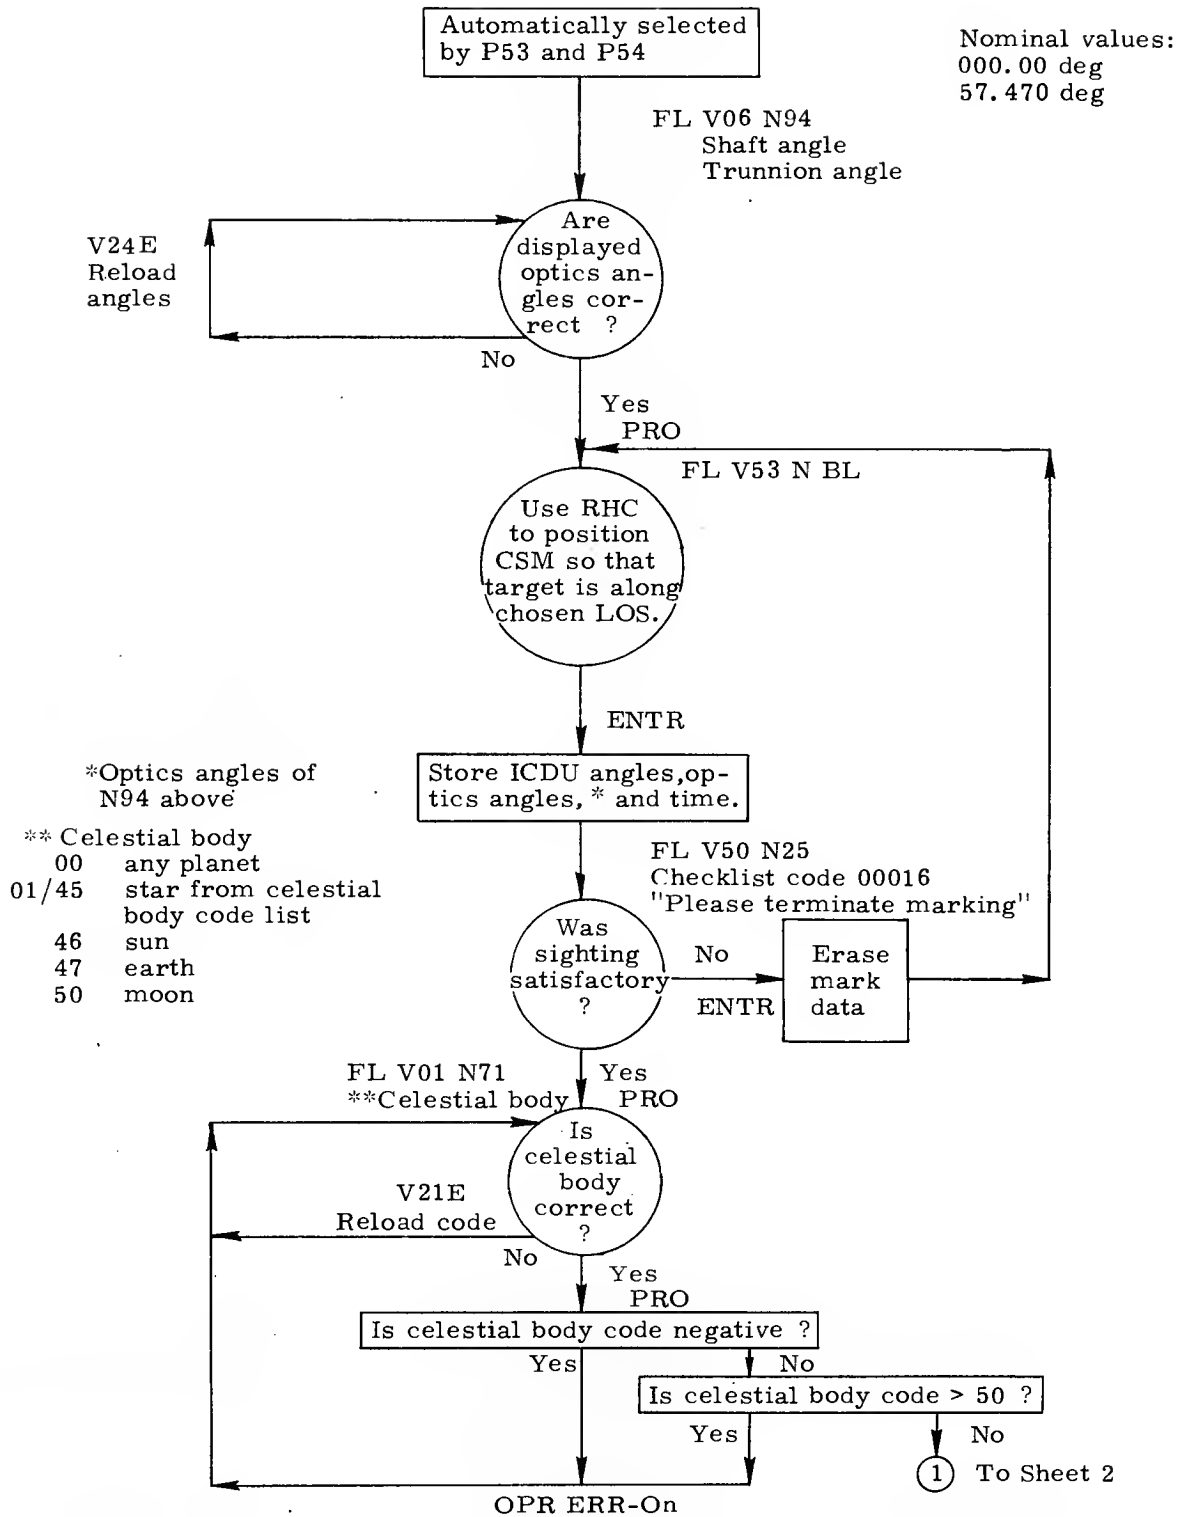 Automatically selected
by P53 and P54
Nominal values:
000.00 deg
57.470 deg
FL V06 N94
Shaft angle
Trunnion angle
Are
displayed
optics an-
gles cor-
rect ?
V24E
Reload
angles
No
Yes
PRO
FL V53 N BL
Use RHC
to position
CSM so that
target is along
chosen LOS.
ENTR
Store ICDU angles, op-
tics angles, * and time.
*Optics angles of
N94 above
** Celestial body
00 any planet
01/45 star from celestial
body code list
46 sun
47 earth
50 moon
FL V50 N25
Checklist code 00016
"Please terminate marking"
Was
sighting
satisfactory
?
No
ENTR
Erase
mark
data
Yes
PRO
FL V01 N71
**Celestial body
Is
celestial
body
correct
?
V21E
Reload code
No
Yes
PRO
Is celestial body code negative ?
Yes
No
Is celestial body code > 50 ?
Yes
No
1 To Sheet 2
OPR ERR-On